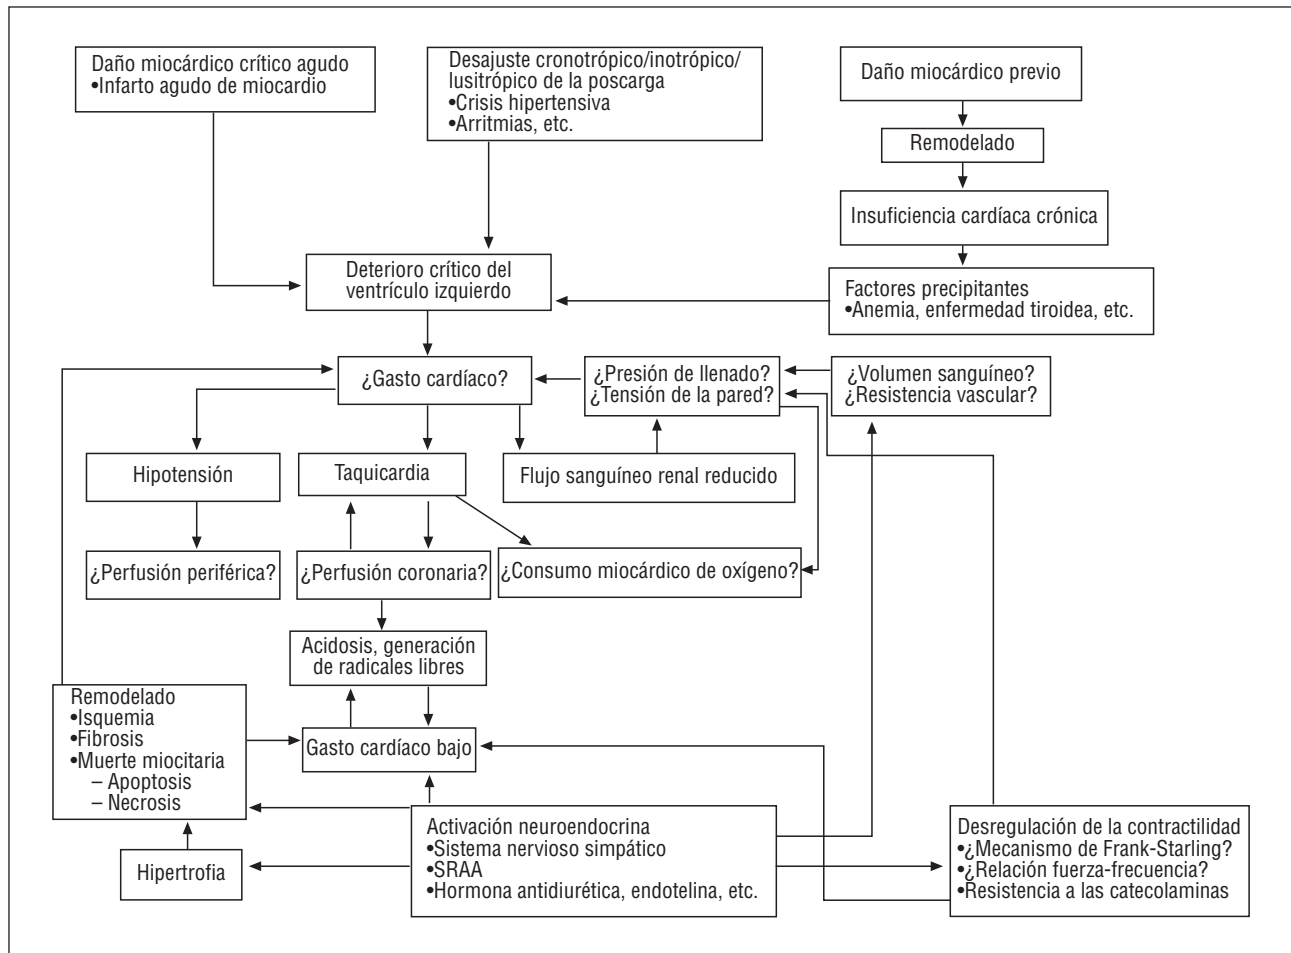 Daño miocárdico crítico agudo
•Infarto agudo de miocardio
Desajuste cronotrópico/inotrópico/
lusitrópico de la poscarga
•Crisis hipertensiva
•Arritmias, etc.
Daño miocárdico previo
Remodelado
Insuficiencia cardíaca crónica
Deterioro crítico del
ventrículo izquierdo
Factores precipitantes
•Anemia, enfermedad tiroidea, etc.
¿Gasto cardíaco?
¿Presión de llenado?
¿Tensión de la pared?
¿Volumen sanguíneo?
¿Resistencia vascular?
Hipotensión
Taquicardia
Flujo sanguíneo renal reducido
¿Perfusión periférica?
¿Perfusión coronaria?
¿Consumo miocárdico de oxígeno?
Acidosis, generación
de radicales libres
Remodelado
•Isquemia
•Fibrosis
•Muerte miocitaria
– Apoptosis
– Necrosis
Gasto cardíaco bajo
Hipertrofia
Activación neuroendocrina
•Sistema nervioso simpático
•SRAA
•Hormona antidiurética, endotelina, etc.
Desregulación de la contractilidad
•¿Mecanismo de Frank-Starling?
•¿Relación fuerza-frecuencia?
•Resistencia a las catecolaminas